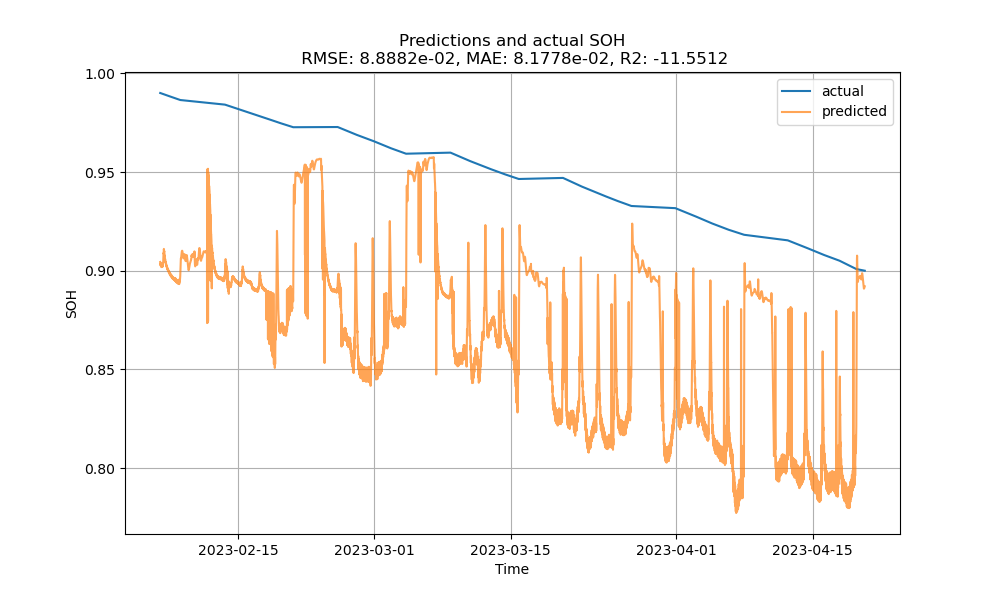 Predictions and actual SOH
RMSE: 8.8882e-02, MAE: 8.1778e-02, R2: -11.5512
actual
predicted
1.00
0.95
0.90
0.85
0.80
SOH
2023-02-15
2023-03-01
2023-03-15
2023-04-01
2023-04-15
Time